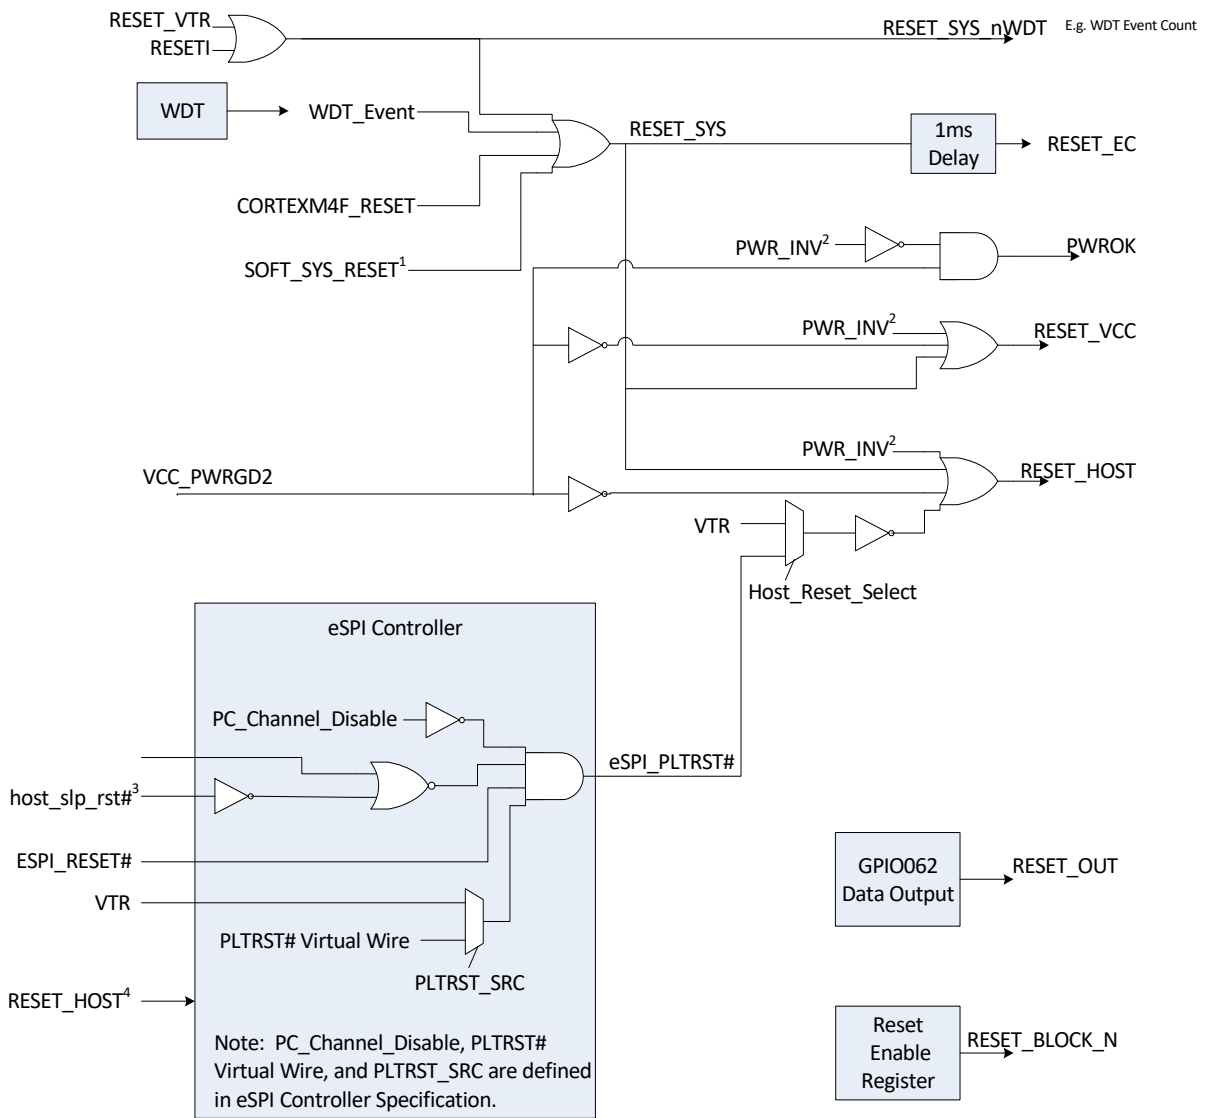 RESET_VTR
RESETI
RESET_SYS_nWDT
E.g. WDT Event Count
WDT
WDT_Event
RESET_SYS
1ms
Delay
RESET_EC
CORTEXM4F_RESET
SOFT_SYS_RESET¹
PWR_INV²
PWROK
PWR_INV²
RESET_VCC
VCC_PWRGD2
PWR_INV²
RESET_HOST
VTR
Host_Reset_Select
eSPI Controller
PC_Channel_Disable
eSPI_PLTRST#
host_slp_rst#³
ESPI_RESET#
VTR
PLTRST# Virtual Wire
PLTRST_SRC
RESET_HOST⁴
Note: PC_Channel_Disable, PLTRST#
Virtual Wire, and PLTRST_SRC are defined
in eSPI Controller Specification.
GPIO062
Data Output
RESET_OUT
Reset
Enable
Register
RESET_BLOCK_N